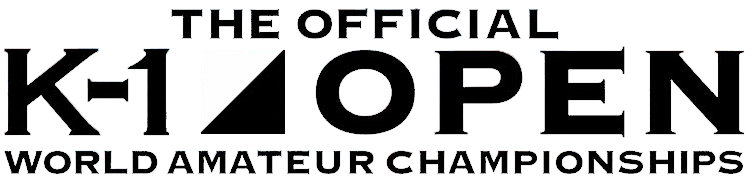 THE OFFICIAL
K-1 OPEN
WORLD AMATEUR CHAMPIONSHIPS